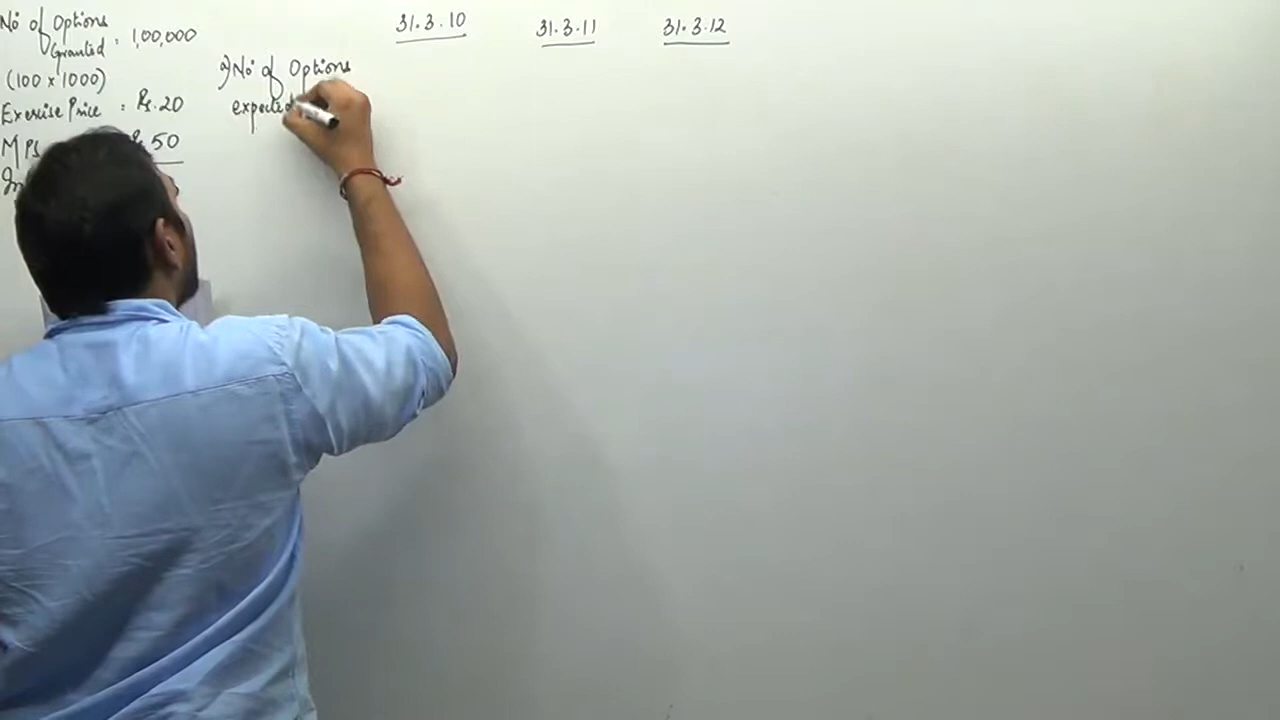 No of Options
Granted = 1,00,000
(100 x 1000)
Exercise Price : Rs. 20
MPS 50
31.3.10 31.3.11 31.3.12
a) No of Options
expected